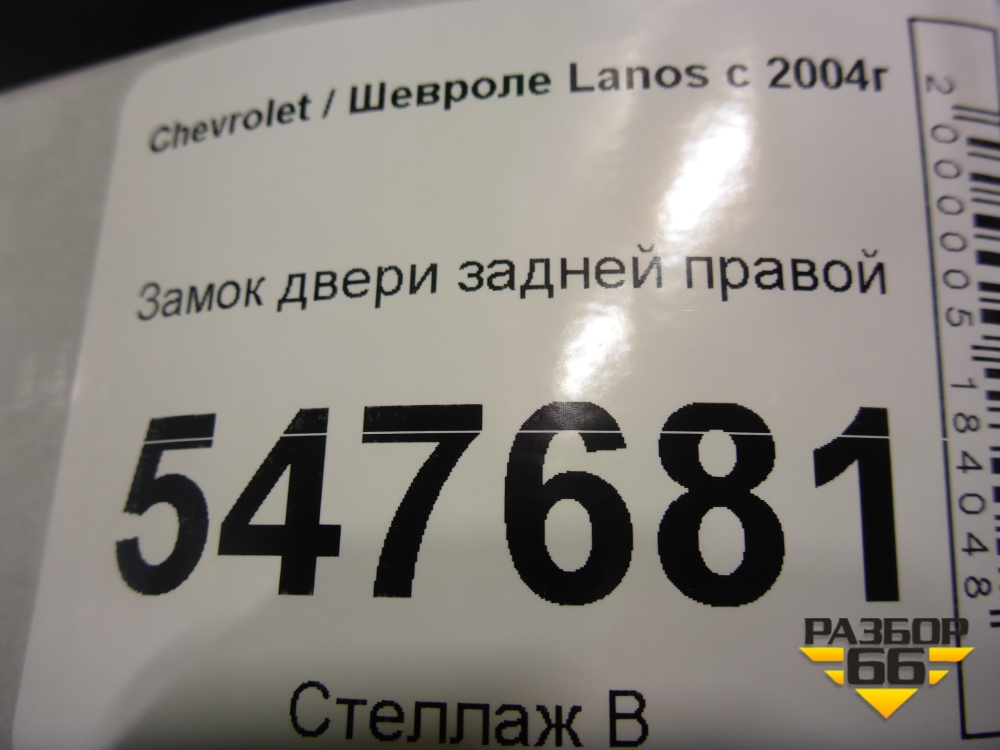 Chevrolet / Шевроле Lanos с 2004г
Замок двери задней правой
547681
Стеллаж В
2000005184048
РАЗБОР
66